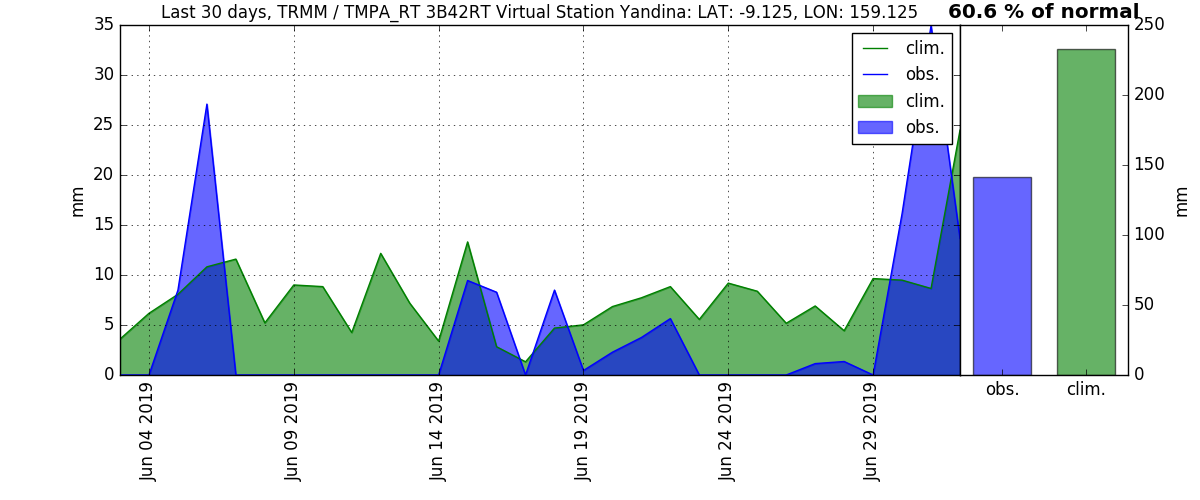 Last 30 days, TRMM / TMPA_RT 3B42RT Virtual Station Yandina: LAT: -9.125, LON: 159.125
60.6 % of normal
35
30
25
20
15
10
5
0
mm
clim.
obs.
clim.
obs.
Jun 04 2019
Jun 09 2019
Jun 14 2019
Jun 19 2019
Jun 24 2019
Jun 29 2019
250
200
150
100
50
0
mm
obs.
clim.